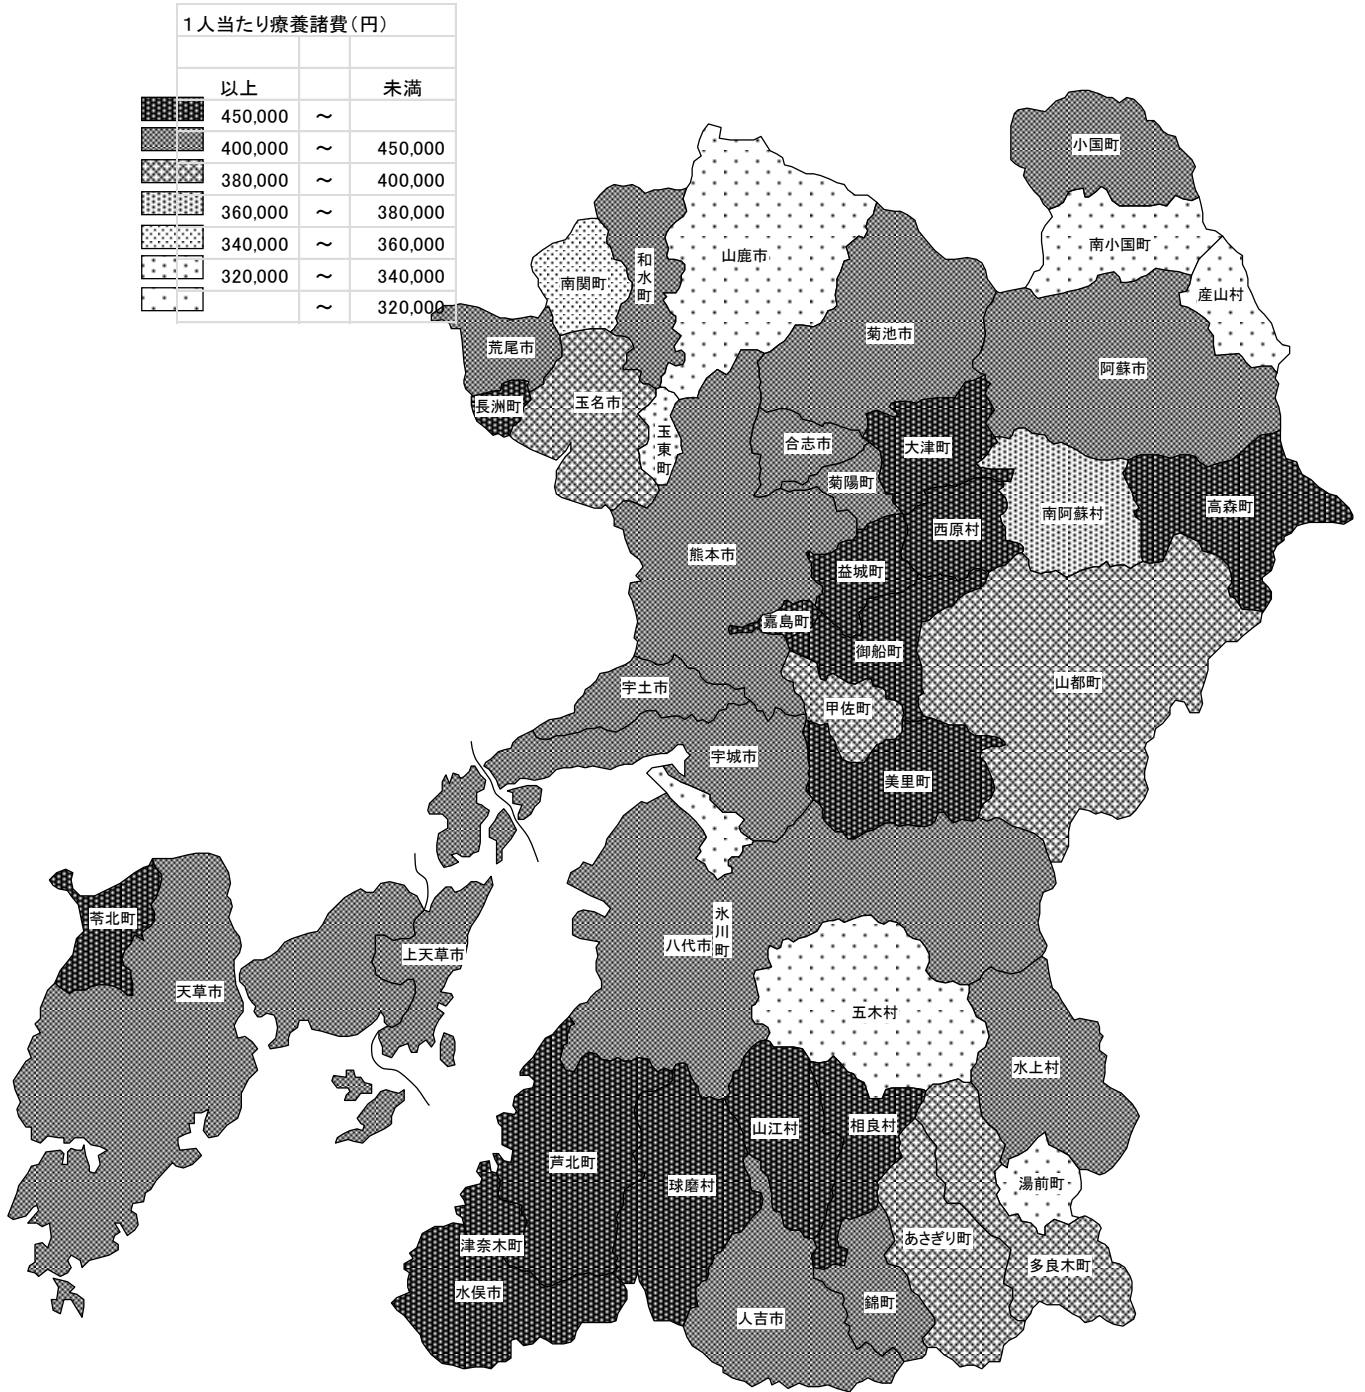 １人当たり療養諸費（円）
以上 未満
450,000 ～
400,000 ～ 450,000
380,000 ～ 400,000
360,000 ～ 380,000
340,000 ～ 360,000
320,000 ～ 340,000
～ 320,000
小国町
南小国町
産山村
山鹿市
和水町
南関町
菊池市
荒尾市
阿蘇市
長洲町
玉名市
玉東町
合志市
大津町
菊陽町
南阿蘇村
高森町
西原村
熊本市
益城町
嘉島町
御船町
山都町
宇土市
甲佐町
宇城市
美里町
苓北町
氷川町
八代市
上天草市
天草市
五木村
水上村
山江村
相良村
芦北町
球磨村
湯前町
あさぎり町
津奈木町
多良木町
水俣市
錦町
人吉市